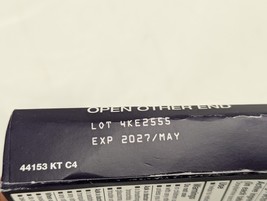 OPEN OTHER END
LOT 4KE2555
EXP 2027/MAY
44153 KT C4